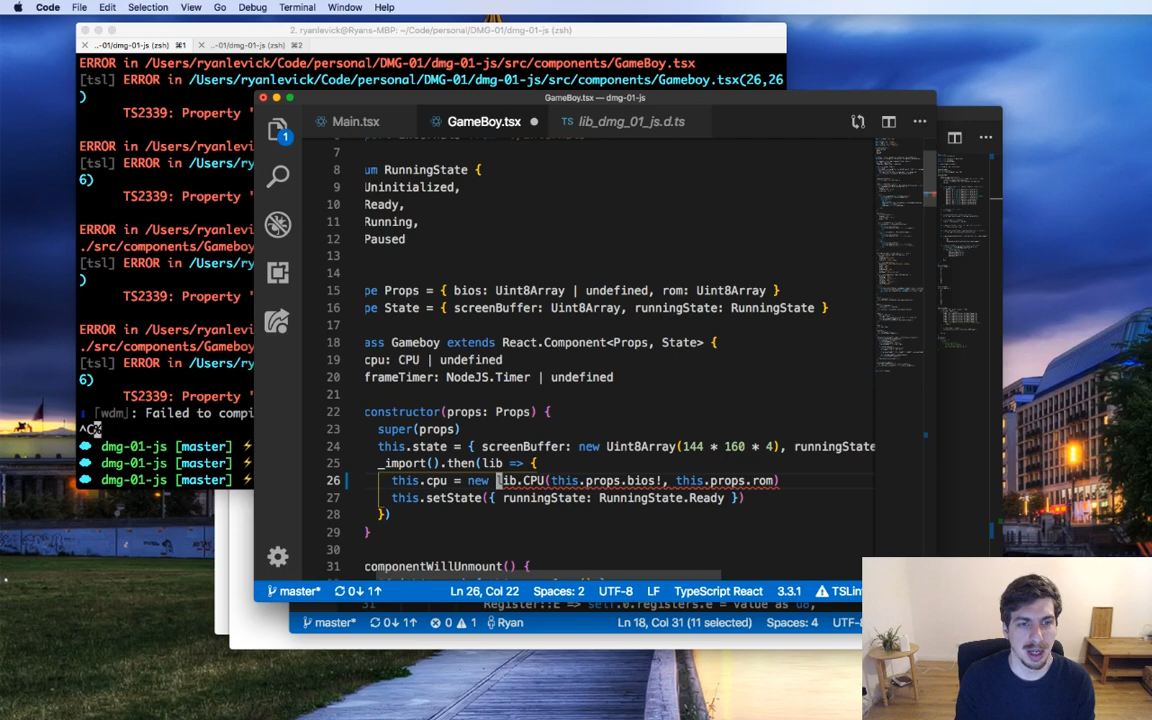 Code File Edit Selection View Go Debug Terminal Window Help
2. ryanlevick@Ryans-MBP: ~/Code/personal/DMG-01/dmg-01-js (zsh)
..-01/dmg-01-js (zsh) ⌘1 ..-01/dmg-01-js (zsh) ⌘2
ERROR in /Users/ryanlevick/Code/personal/DMG-01/dmg-01-js/src/components/GameBoy.tsx
[tsl] ERROR in /Users/ryanlevick/Code/personal/DMG-01/dmg-01-js/src/components/Gameboy.tsx(26,26
)
TS2339: Property '
ERROR in /Users/ryanlevi
[tsl] ERROR in /Users/ry
6)
TS2339: Property '
ERROR in /Users/ryanlevi
./src/components/Gameboy
[tsl] ERROR in /Users/ry
)
TS2339: Property '
ERROR in /Users/ryanlevi
./src/components/Gameboy
[tsl] ERROR in /Users/ry
6)
TS2339: Property '
[wdm]: Failed to compi
^C%
dmg-01-js [master] ⚡
dmg-01-js [master] ⚡
dmg-01-js [master] ⚡
GameBoy.tsx — dmg-01-js
1
Main.tsx GameBoy.tsx TS lib_dmg_01_js.d.ts
7
8 um RunningState {
9 Uninitialized,
10 Ready,
11 Running,
12 Paused
13
14
15 pe Props = { bios: Uint8Array | undefined, rom: Uint8Array }
16 pe State = { screenBuffer: Uint8Array, runningState: RunningState }
17
18 ass Gameboy extends React.Component<Props, State> {
19 cpu: CPU | undefined
20 frameTimer: NodeJS.Timer | undefined
21
22 constructor(props: Props) {
23 super(props)
24 this.state = { screenBuffer: new Uint8Array(144 * 160 * 4), runningState
25 _import().then(lib => {
26 this.cpu = new lib.CPU(this.props.bios!, this.props.rom)
27 this.setState({ runningState: RunningState.Ready })
28 })
29 }
30
31 componentWillUnmount() {
master* 0↓ 1↑ Ln 26, Col 22 Spaces: 2 UTF-8 LF TypeScript React 3.3.1 TSLin
31 Register::E => self.0.registers.e = value as u8,
master* 0↓ 1↑ 0 1 Ryan Ln 18, Col 31 (11 selected) Spaces: 4 UTF-8